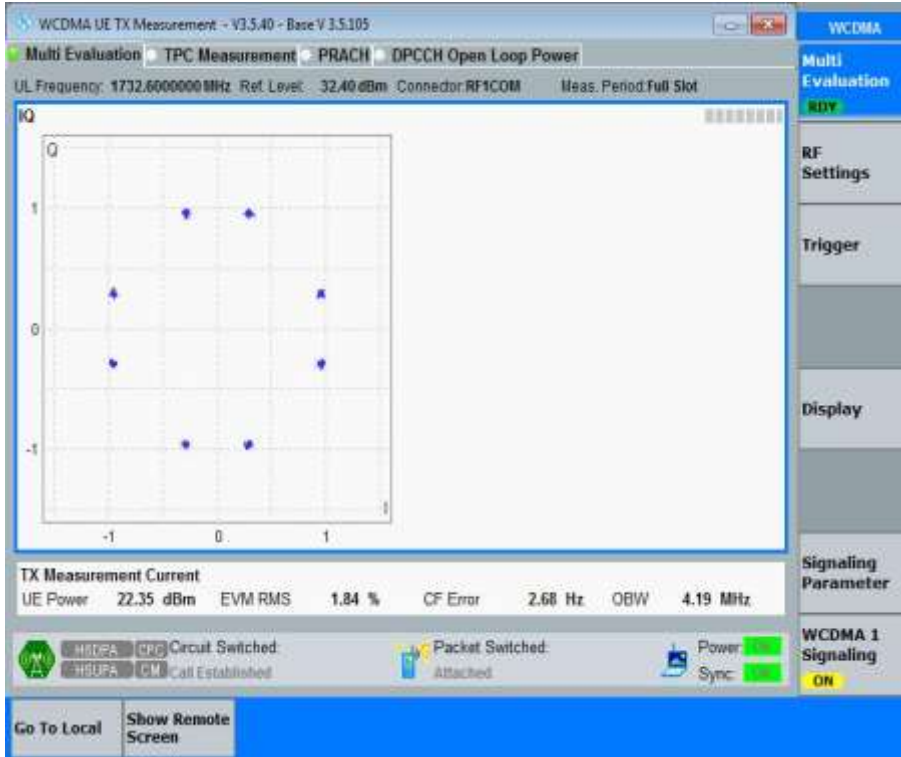 WCDMA UE TX Measurement - V3.5.40 - Base V 3.5.105
Multi Evaluation TPC Measurement PRACH DPCCH Open Loop Power
UL Frequency: 1732.6000000 MHz Ref. Level: 32.40 dBm Connector: RF1COM Meas. Period: Full Slot
IQ
Q
1
0
-1
I
-1 0 1
TX Measurement Current
UE Power 22.35 dBm EVM RMS 1.84 % CF Error 2.68 Hz OBW 4.19 MHz
HSDPA CPC Circuit Switched: Packet Switched: Power:
HSUPA CM Call Established Attached Sync:
Go To Local
Show Remote
Screen
WCDMA
Multi
Evaluation
RDY
RF
Settings
Trigger
Display
Signaling
Parameter
WCDMA 1
Signaling
ON